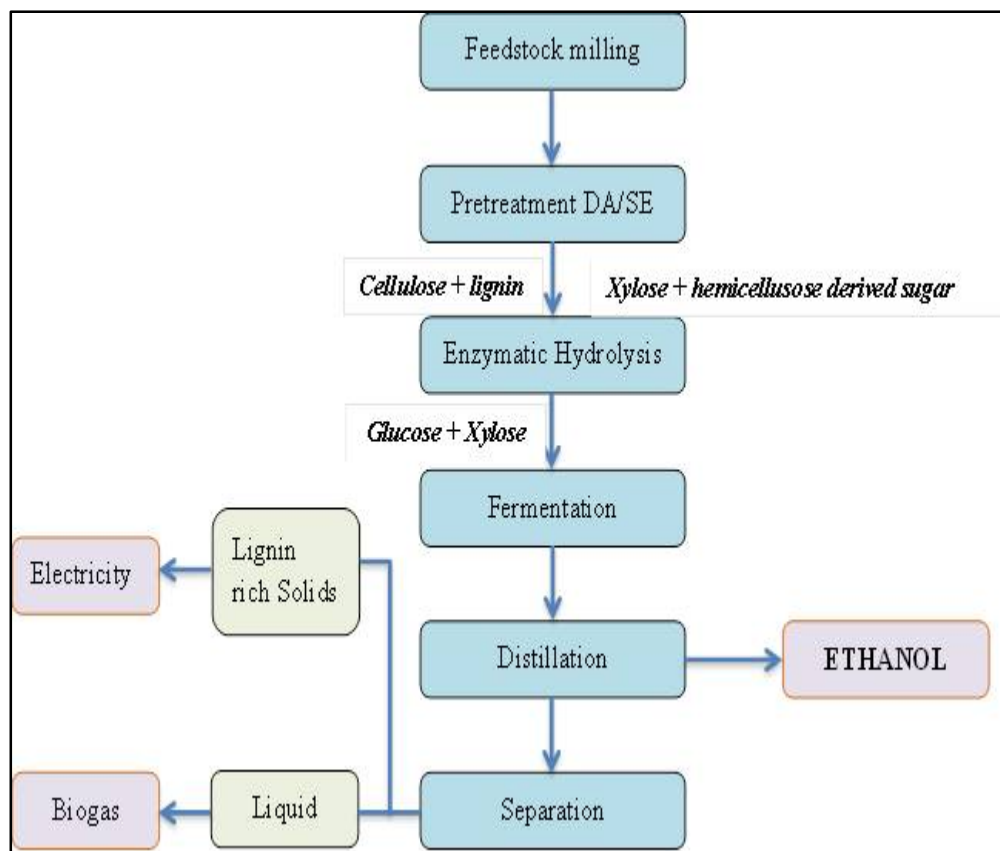 Feedstock milling
Pretreatment DA/SE
Cellulose + lignin
Xylose + hemicellusose derived sugar
Enzymatic Hydrolysis
Glucose + Xylose
Fermentation
Lignin
rich Solids
Electricity
Distillation
ETHANOL
Biogas
Liquid
Separation